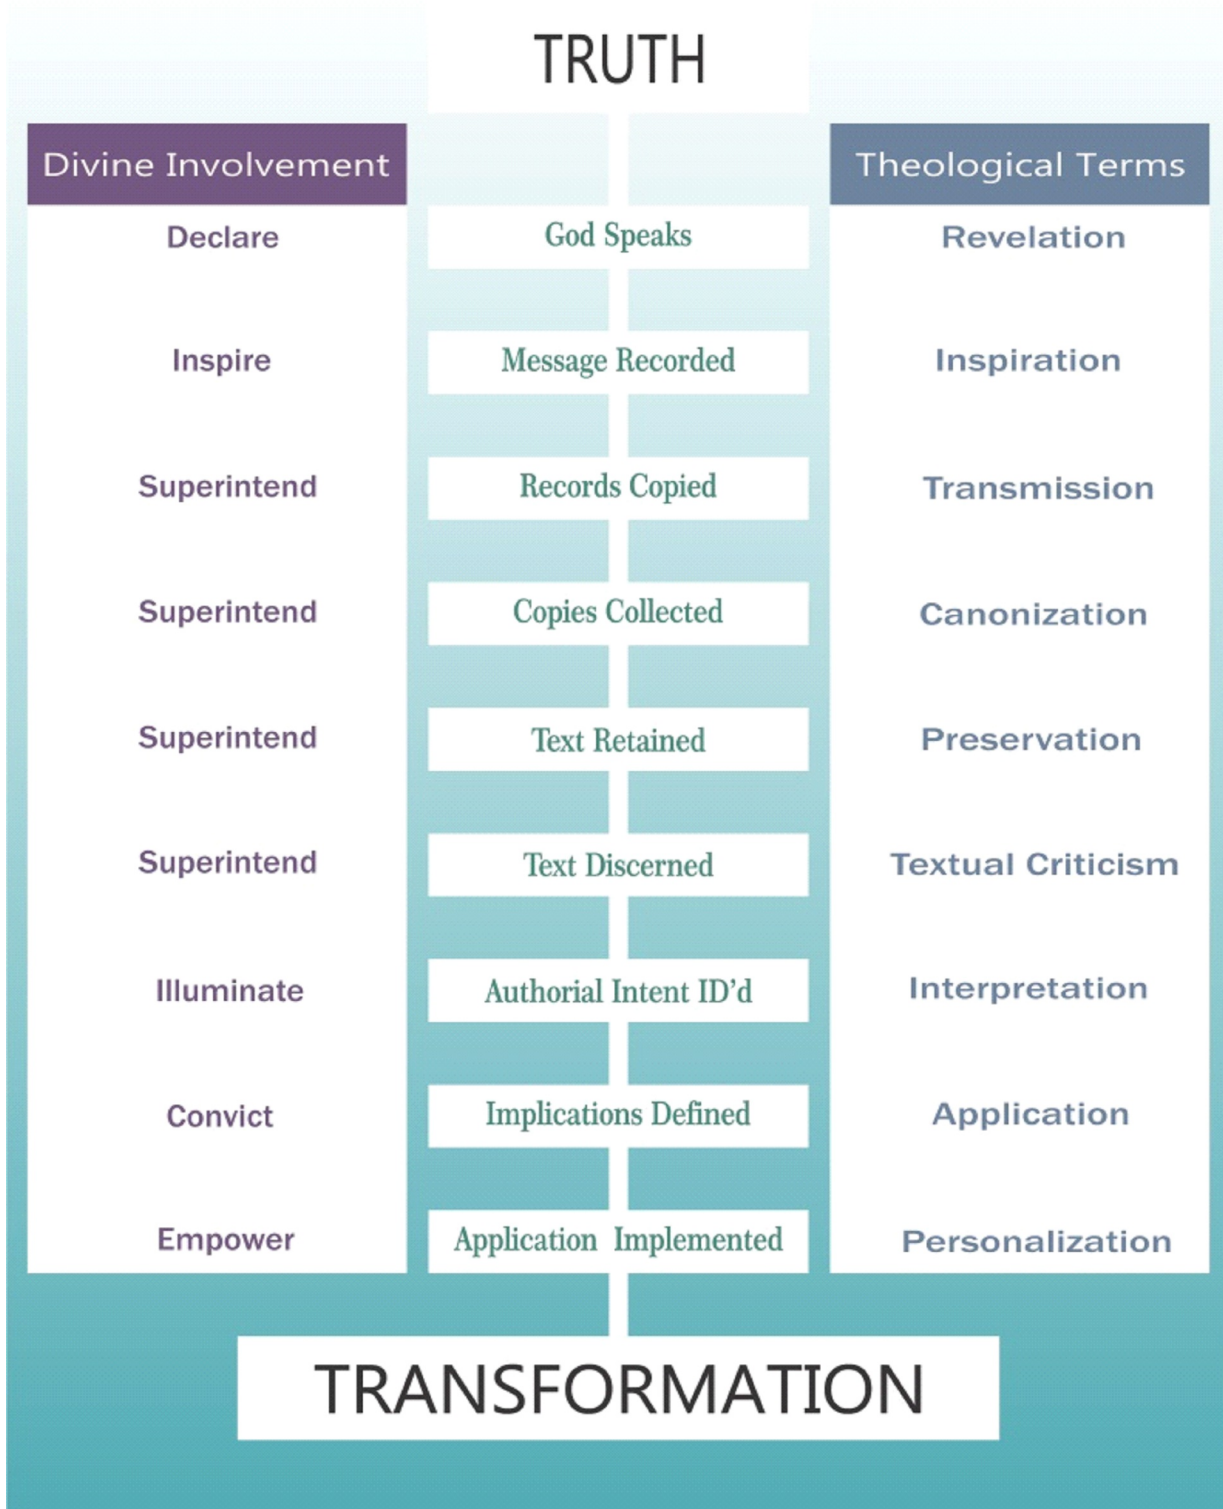 TRUTH
Divine Involvement
Theological Terms
Declare
God Speaks
Revelation
Inspire
Message Recorded
Inspiration
Superintend
Records Copied
Transmission
Superintend
Copies Collected
Canonization
Superintend
Text Retained
Preservation
Superintend
Text Discerned
Textual Criticism
Illuminate
Authorial Intent ID’d
Interpretation
Convict
Implications Defined
Application
Empower
Application Implemented
Personalization
TRANSFORMATION